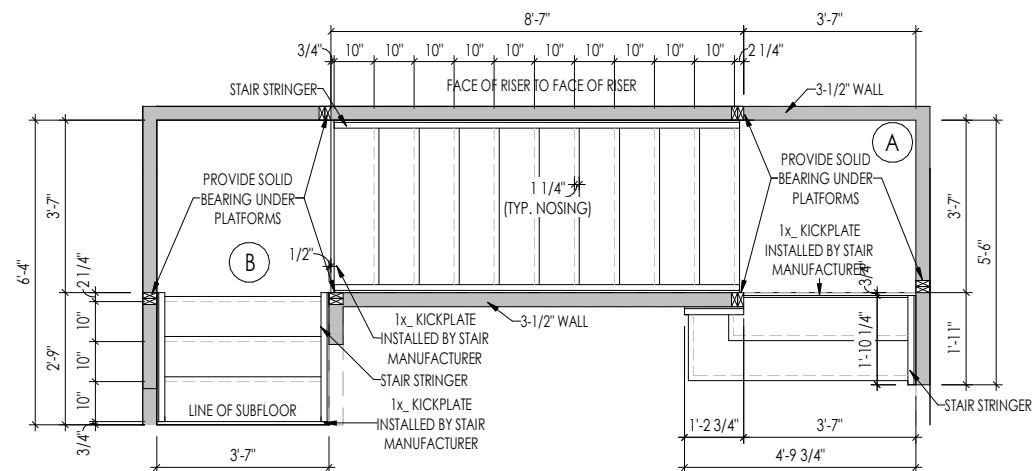 8'-7"
3'-7"
3/4"
10"
10"
10"
10"
10"
10"
10"
10"
10"
10"
2 1/4"
STAIR STRINGER
FACE OF RISER TO FACE OF RISER
3-1/2" WALL
A
PROVIDE SOLID
BEARING UNDER
PLATFORMS
1 1/4"
(TYP. NOSING)
PROVIDE SOLID
BEARING UNDER
PLATFORMS
3'-7"
6'-4"
3'-7"
5'-6"
1x_ KICKPLATE
INSTALLED BY STAIR
MANUFACTURER
3/4"
1/2"
B
2 1/4"
10"
10"
10"
3/4"
2'-9"
1x_ KICKPLATE
INSTALLED BY STAIR
MANUFACTURER
3-1/2" WALL
1'-10 1/4"
1'-11"
STAIR STRINGER
STAIR STRINGER
LINE OF SUBFLOOR
1x_ KICKPLATE
INSTALLED BY STAIR
MANUFACTURER
1'-2 3/4"
3'-7"
3'-7"
4'-9 3/4"